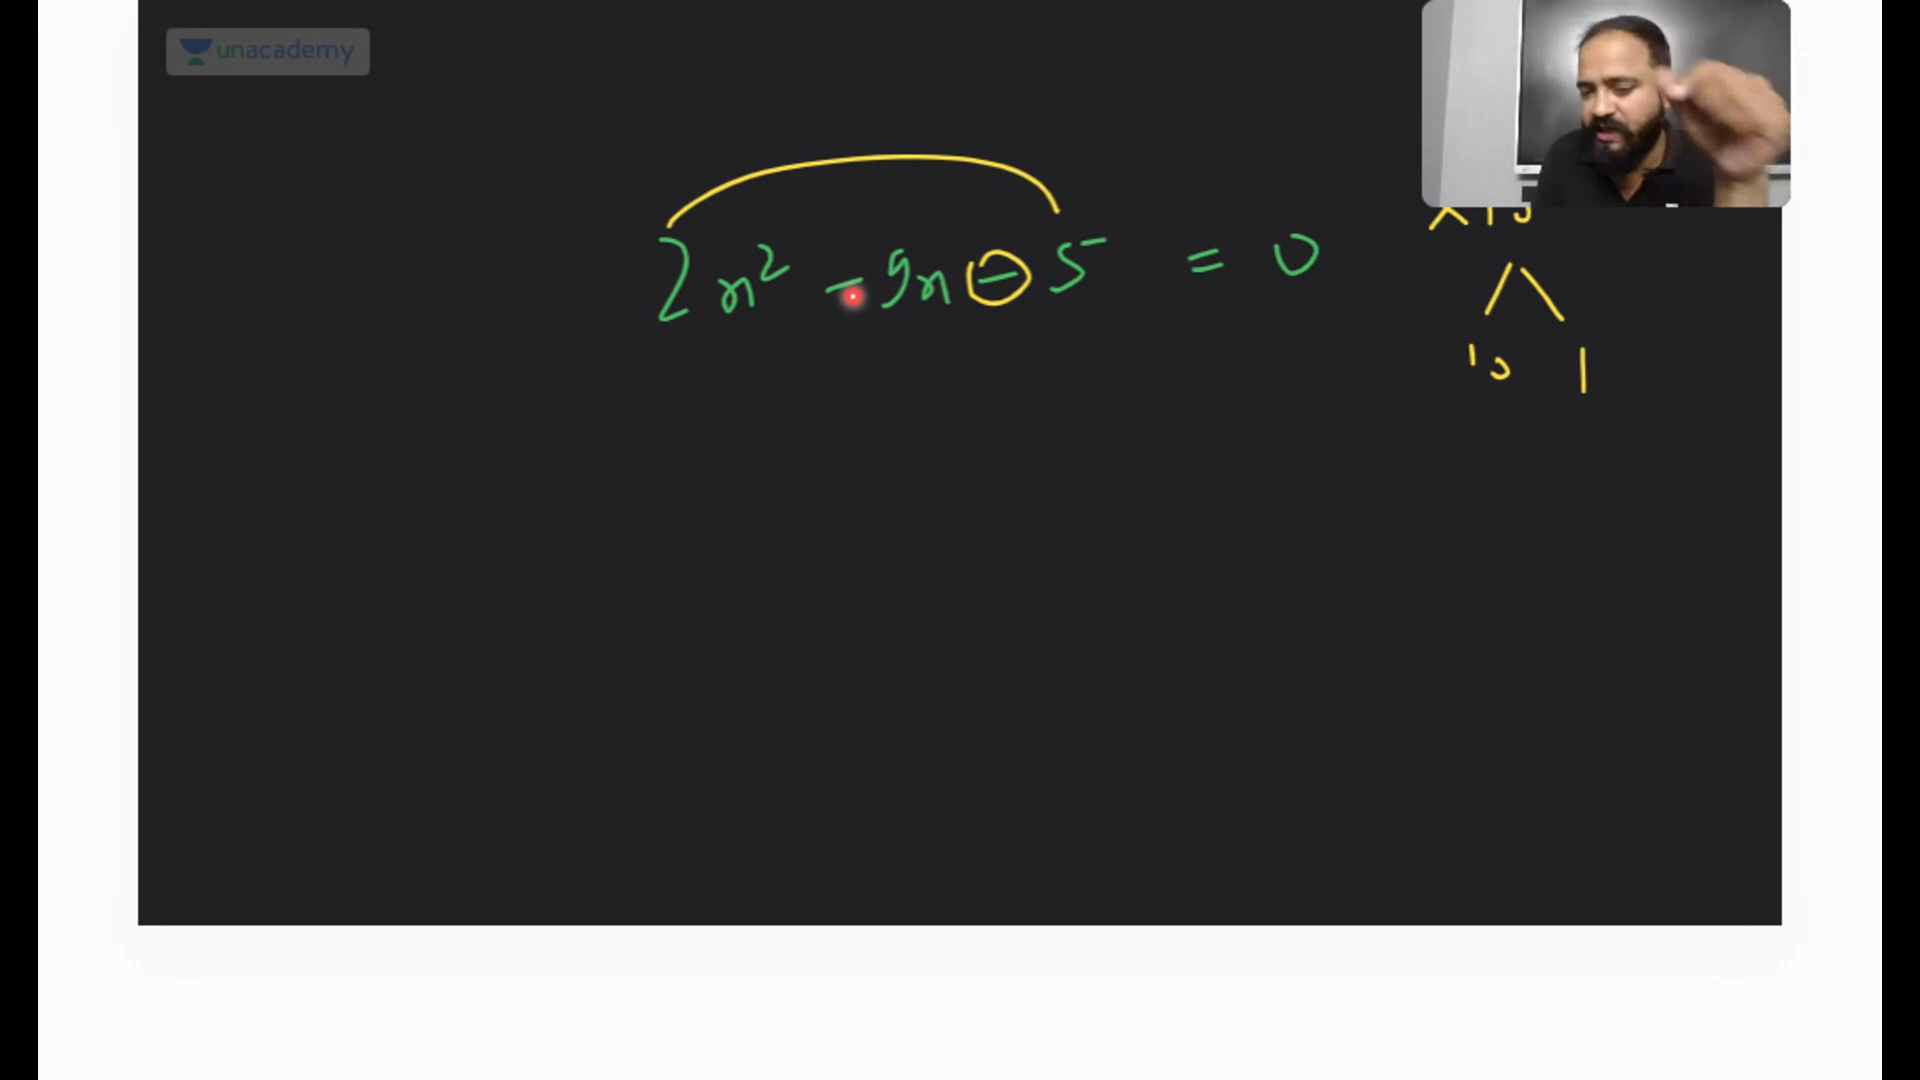 unacademy
2x² - 9x - 5 = 0
10 1